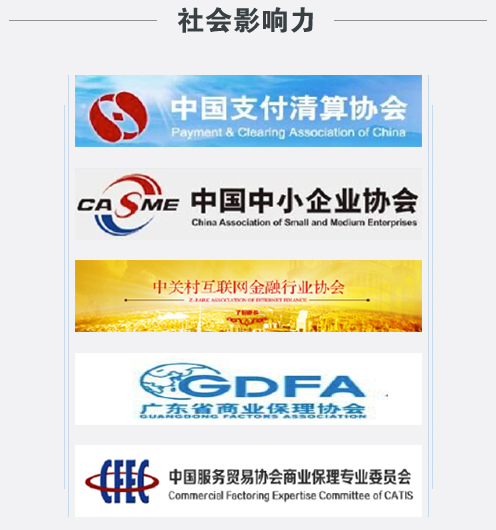 社会影响力
中国支付清算协会
Payment & Clearing Association of China
CASME
中国中小企业协会
China Association of Small and Medium Enterprises
中关村互联网金融行业协会
Z-PARK ASSOCIATION OF INTERNET FINANCE
GDFA
广东省商业保理协会
GUANGDONG FACTORS ASSOCIATION
CFEC
中国服务贸易协会商业保理专业委员会
Commercial Factoring Expertise Committee of CATIS